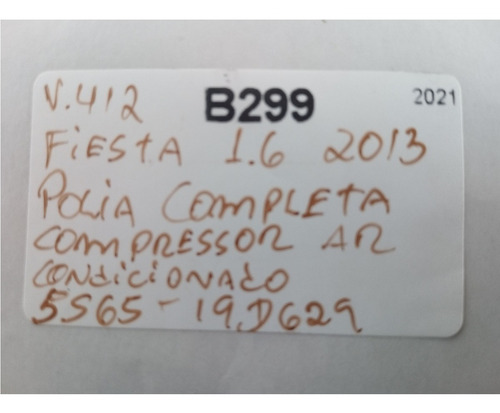 V.412 B299 2021
FiESTA 1.6 2013
POLIA COMPLETA
COMPRESSOR AR
CONDICIONADO
5S65-19D629